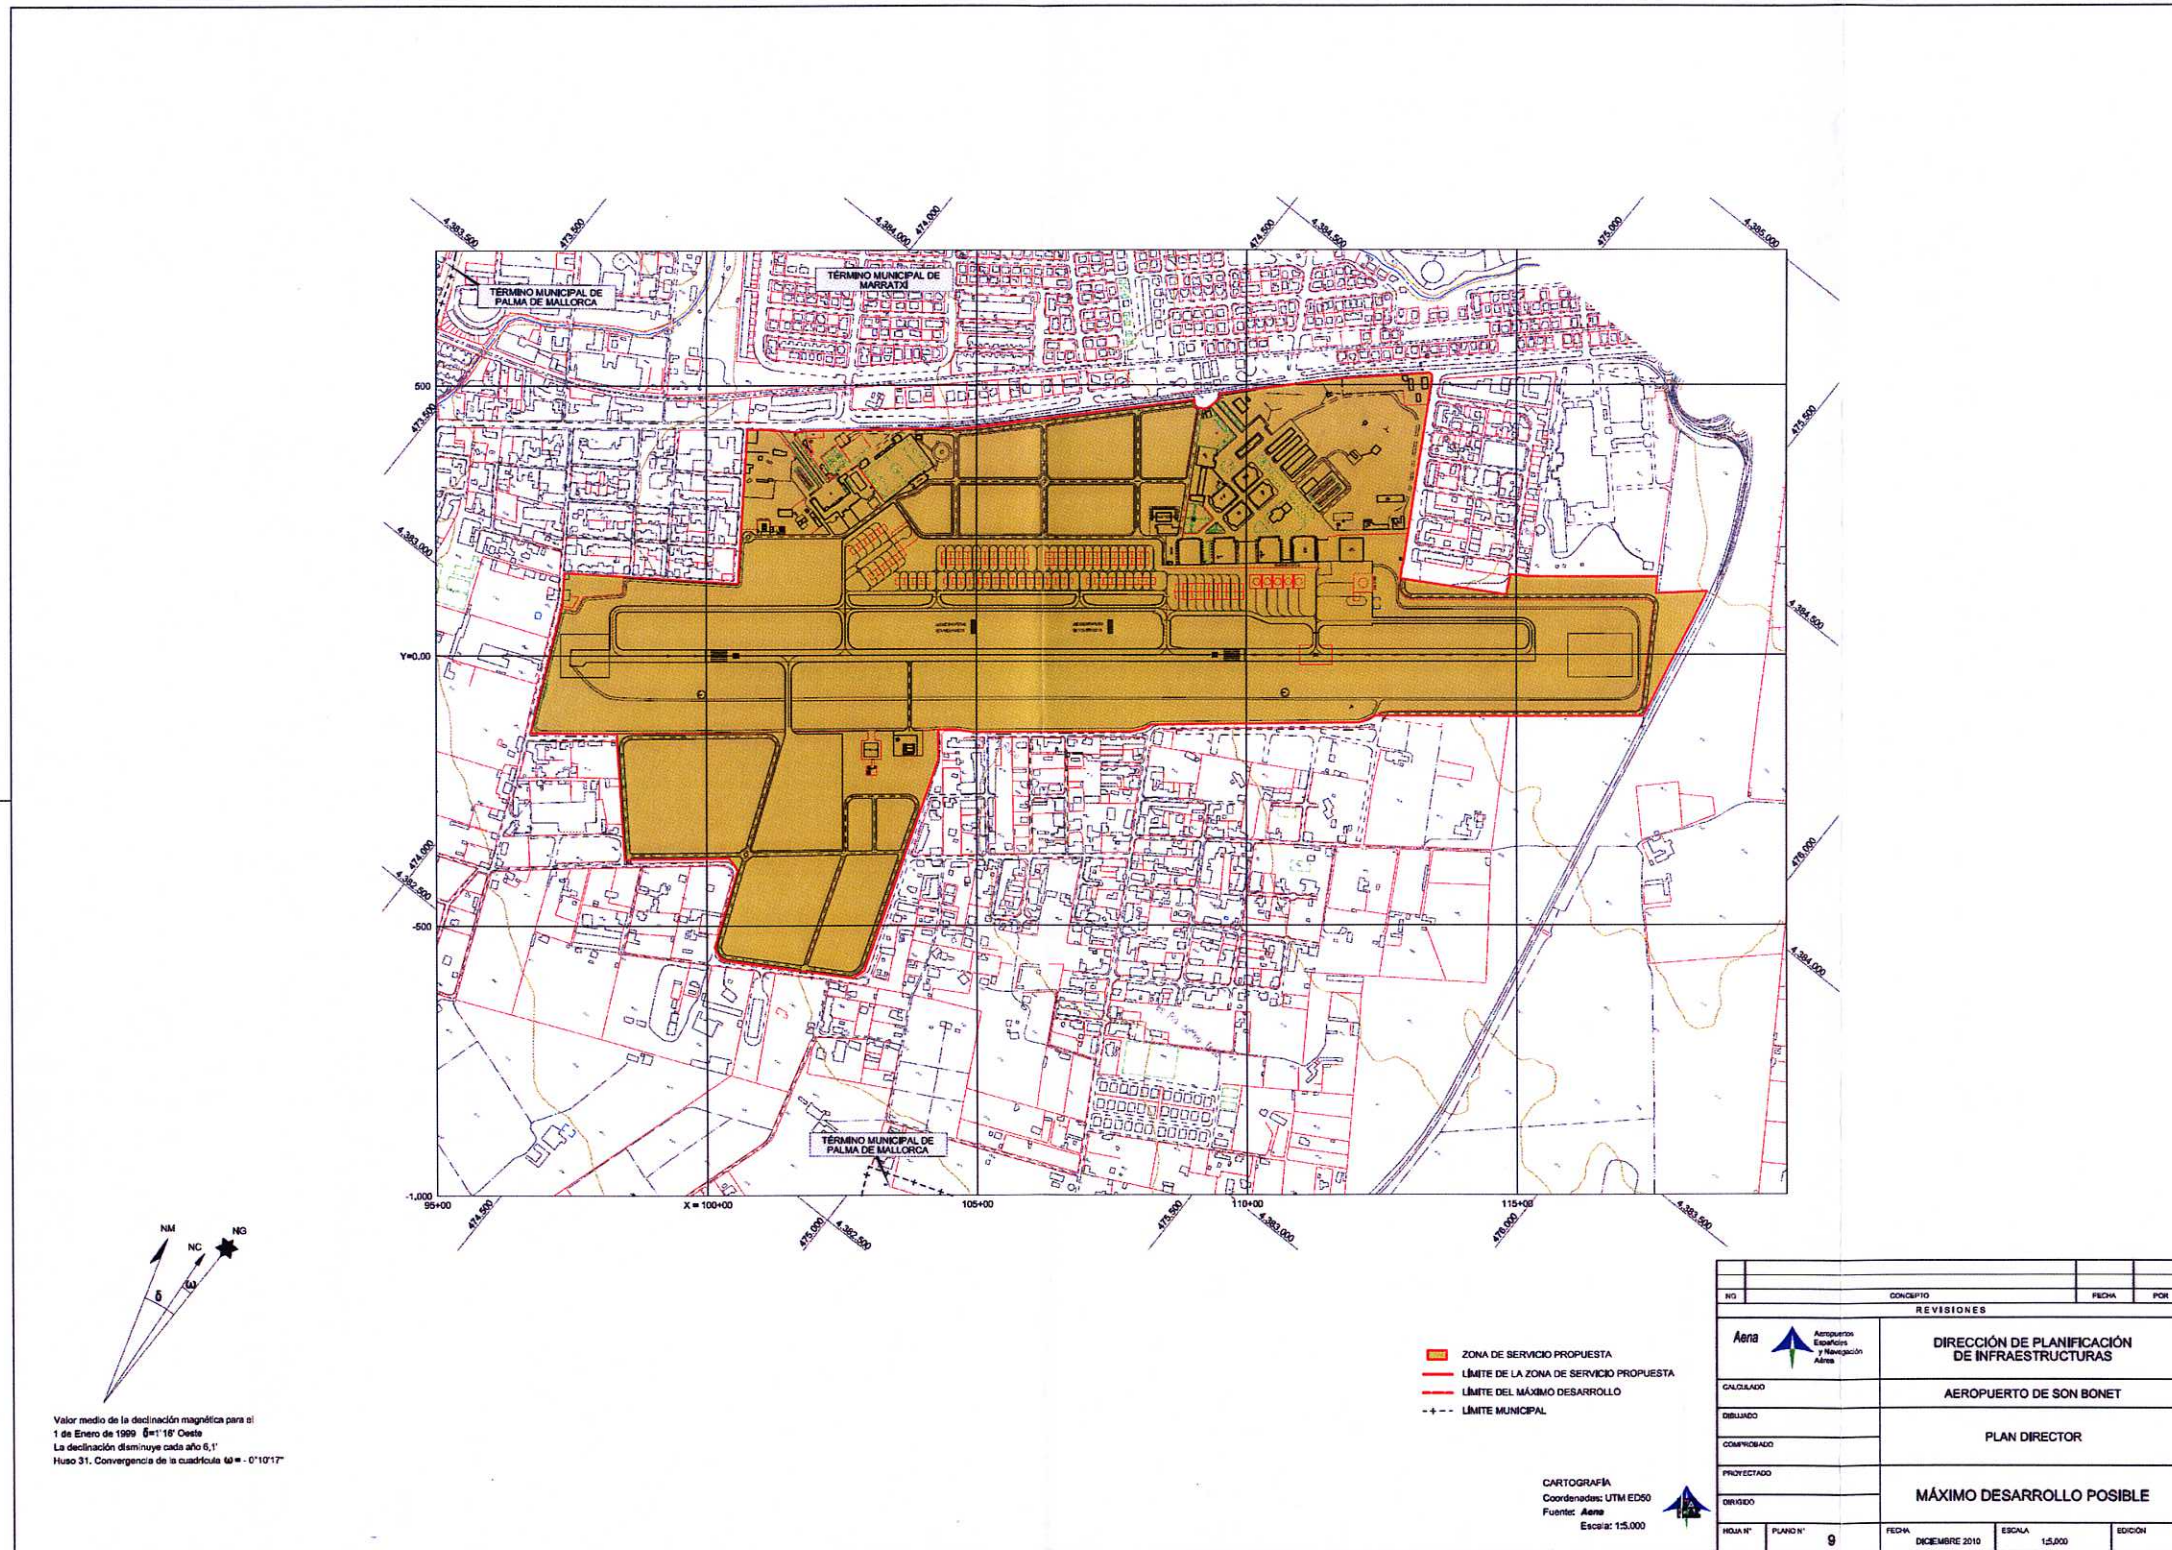 4.383.500
473.500
4.384.000
474.000
474.500
4.384.500
475.000
4.385.000
TÉRMINO MUNICIPAL DE
PALMA DE MALLORCA
TÉRMINO MUNICIPAL DE
MARRATXÍ
500
473.500
475.500
4.383.000
4.384.500
Y=0.00
474.000
4.382.500
476.000
-500
4.384.000
TÉRMINO MUNICIPAL DE
PALMA DE MALLORCA
-1.000
95+00
X = 100+00
105+00
110+00
115+00
474.500
475.000
4.382.500
475.500
4.383.000
476.000
4.383.500
NM
NC
NG
δ
ω
Valor medio de la declinación magnética para el
1 de Enero de 1999 δ=1°16' Oeste
La declinación disminuye cada año 6,1'
Huso 31. Convergencia de la cuadrícula ω = - 0°10'17"
ZONA DE SERVICIO PROPUESTA
LÍMITE DE LA ZONA DE SERVICIO PROPUESTA
LÍMITE DEL MÁXIMO DESARROLLO
LÍMITE MUNICIPAL
CARTOGRAFÍA
Coordenadas: UTM ED50
Fuente: Aena
Escala: 1:5.000
NO CONCEPTO FECHA POR
REVISIONES
Aena
Aeropuertos
Españoles
y Navegación
Aérea
DIRECCIÓN DE PLANIFICACIÓN
DE INFRAESTRUCTURAS
CALCULADO
AEROPUERTO DE SON BONET
DIBUJADO
COMPROBADO
PLAN DIRECTOR
PROYECTADO
DIRIGIDO
MÁXIMO DESARROLLO POSIBLE
HOJA Nº
PLANO Nº 9
FECHA DICIEMBRE 2010
ESCALA 1:5.000
EDICIÓN